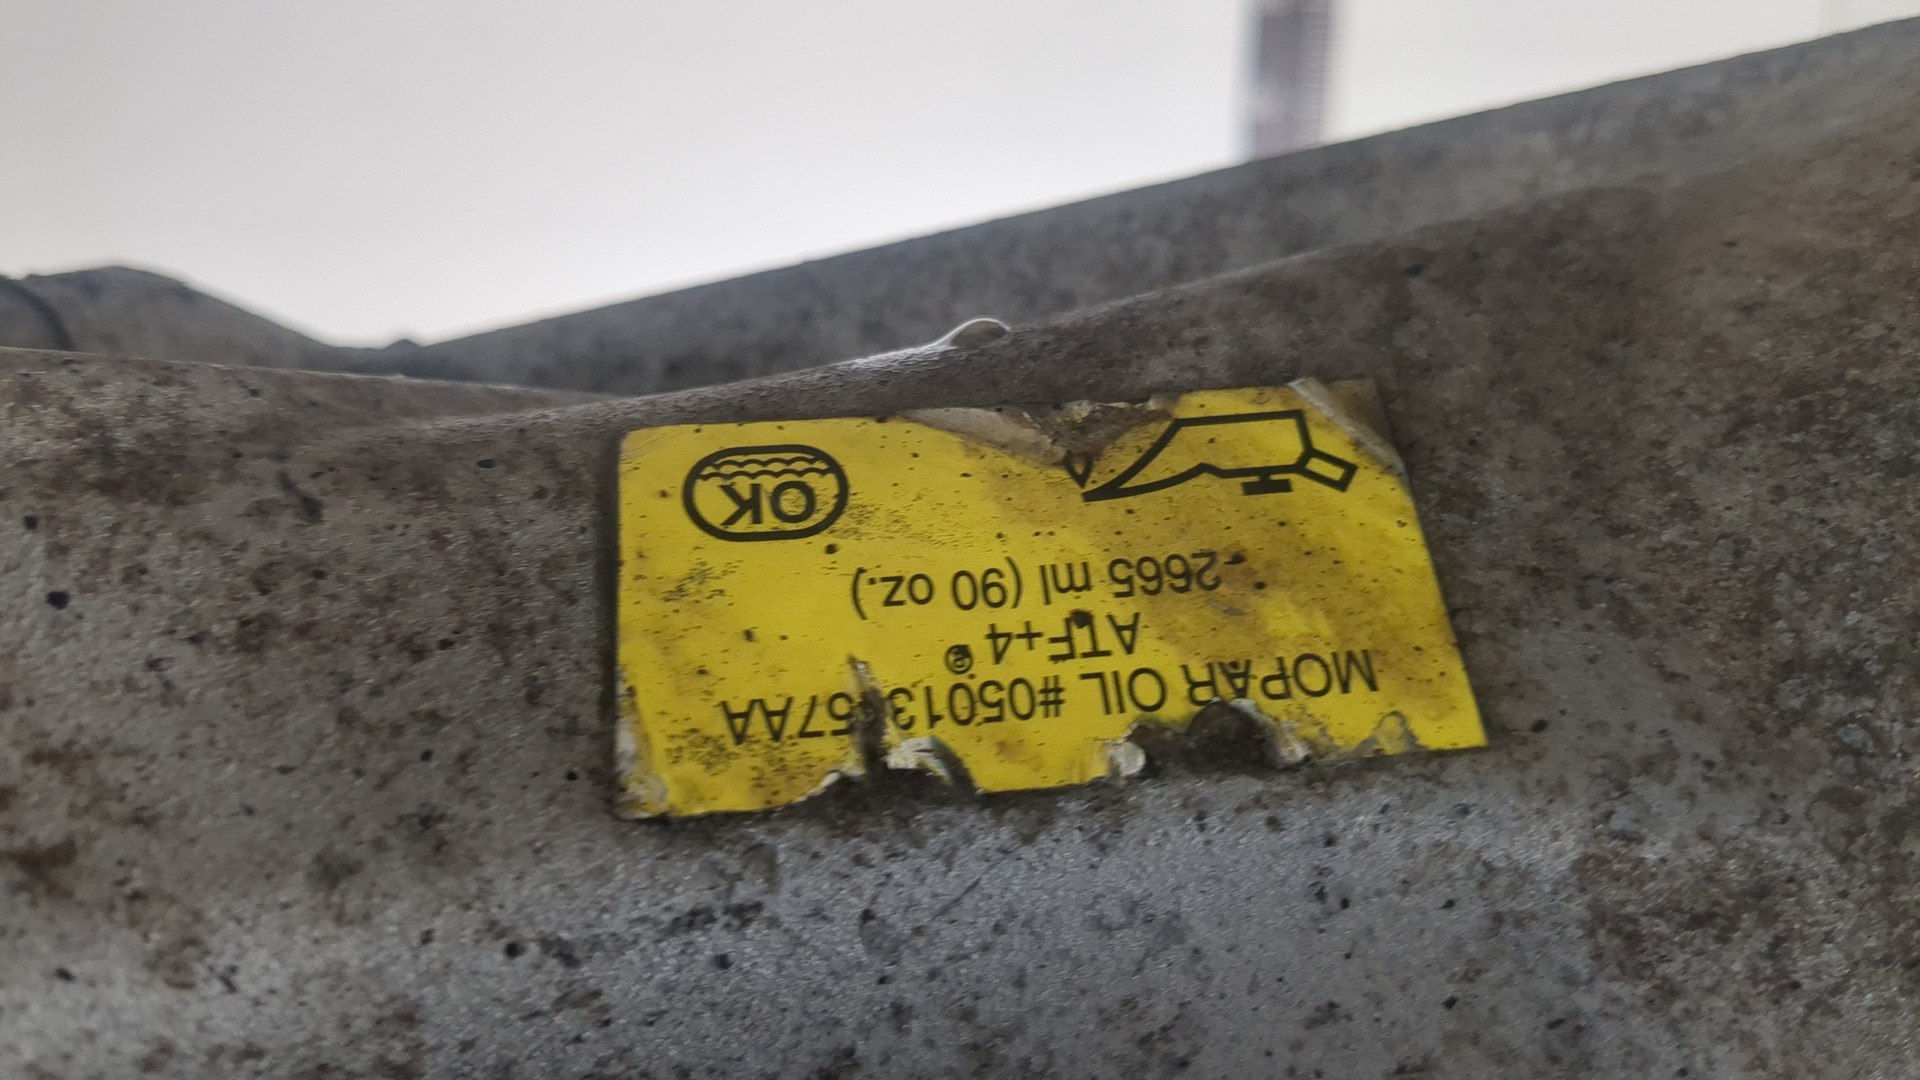 MOPAR OIL #05013457AA
ATF+4®
2665 ml (90 oz.)
OK